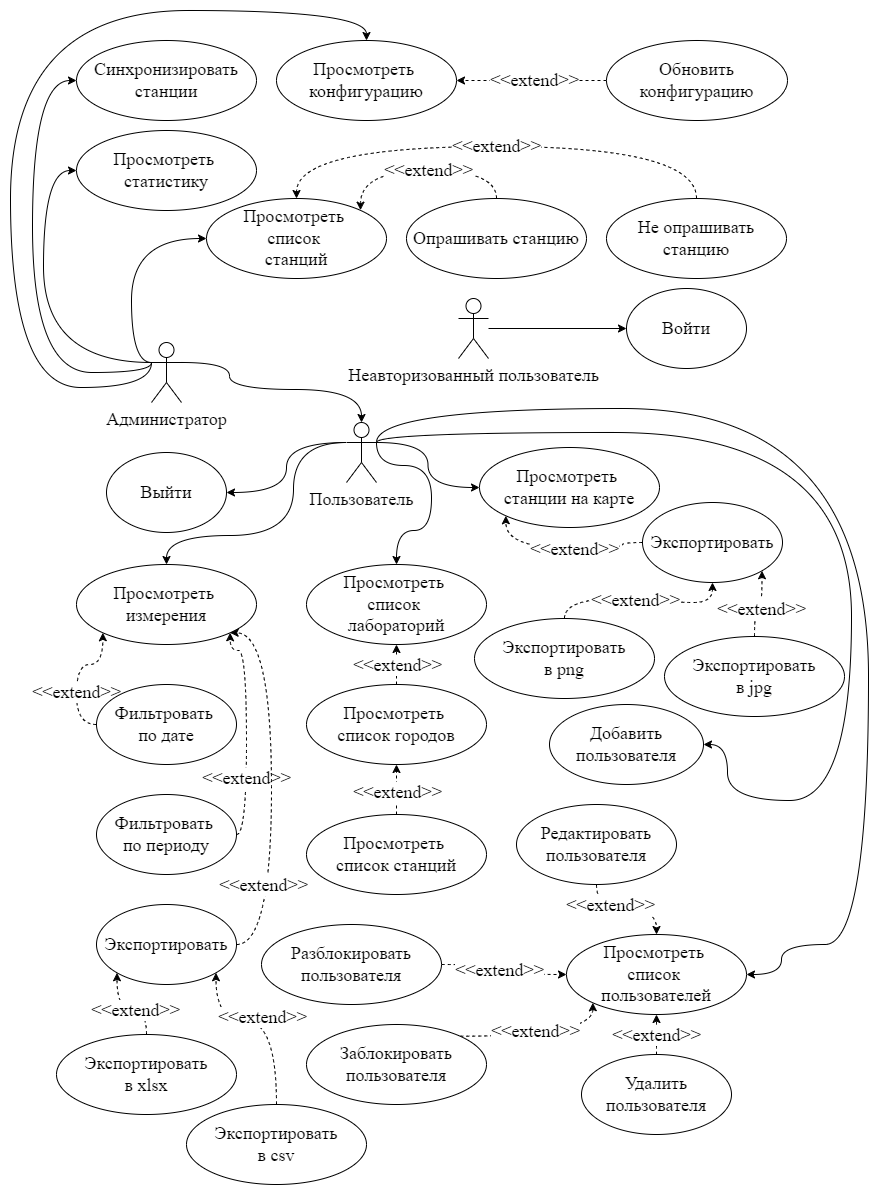 Синхронизировать
станции
Просмотреть
конфигурацию
<<extend>>
Обновить
конфигурацию
Просмотреть
статистику
<<extend>>
<<extend>>
Просмотреть
список
станций
Опрашивать станцию
Не опрашивать
станцию
Войти
Неавторизованный пользователь
Администратор
Пользователь
Выйти
Просмотреть
станции на карте
<<extend>>
Экспортировать
Просмотреть
измерения
Просмотреть
список
лабораторий
<<extend>>
<<extend>>
Экспортировать
в png
Экспортировать
в jpg
<<extend>>
<<extend>>
Фильтровать
по дате
Просмотреть
список городов
Добавить
пользователя
<<extend>>
<<extend>>
Фильтровать
по периоду
Просмотреть
список станций
Редактировать
пользователя
<<extend>>
<<extend>>
Экспортировать
Разблокировать
пользователя
<<extend>>
Просмотреть
список
пользователей
<<extend>>
<<extend>>
<<extend>>
<<extend>>
Экспортировать
в xlsx
Заблокировать
пользователя
Удалить
пользователя
Экспортировать
в csv